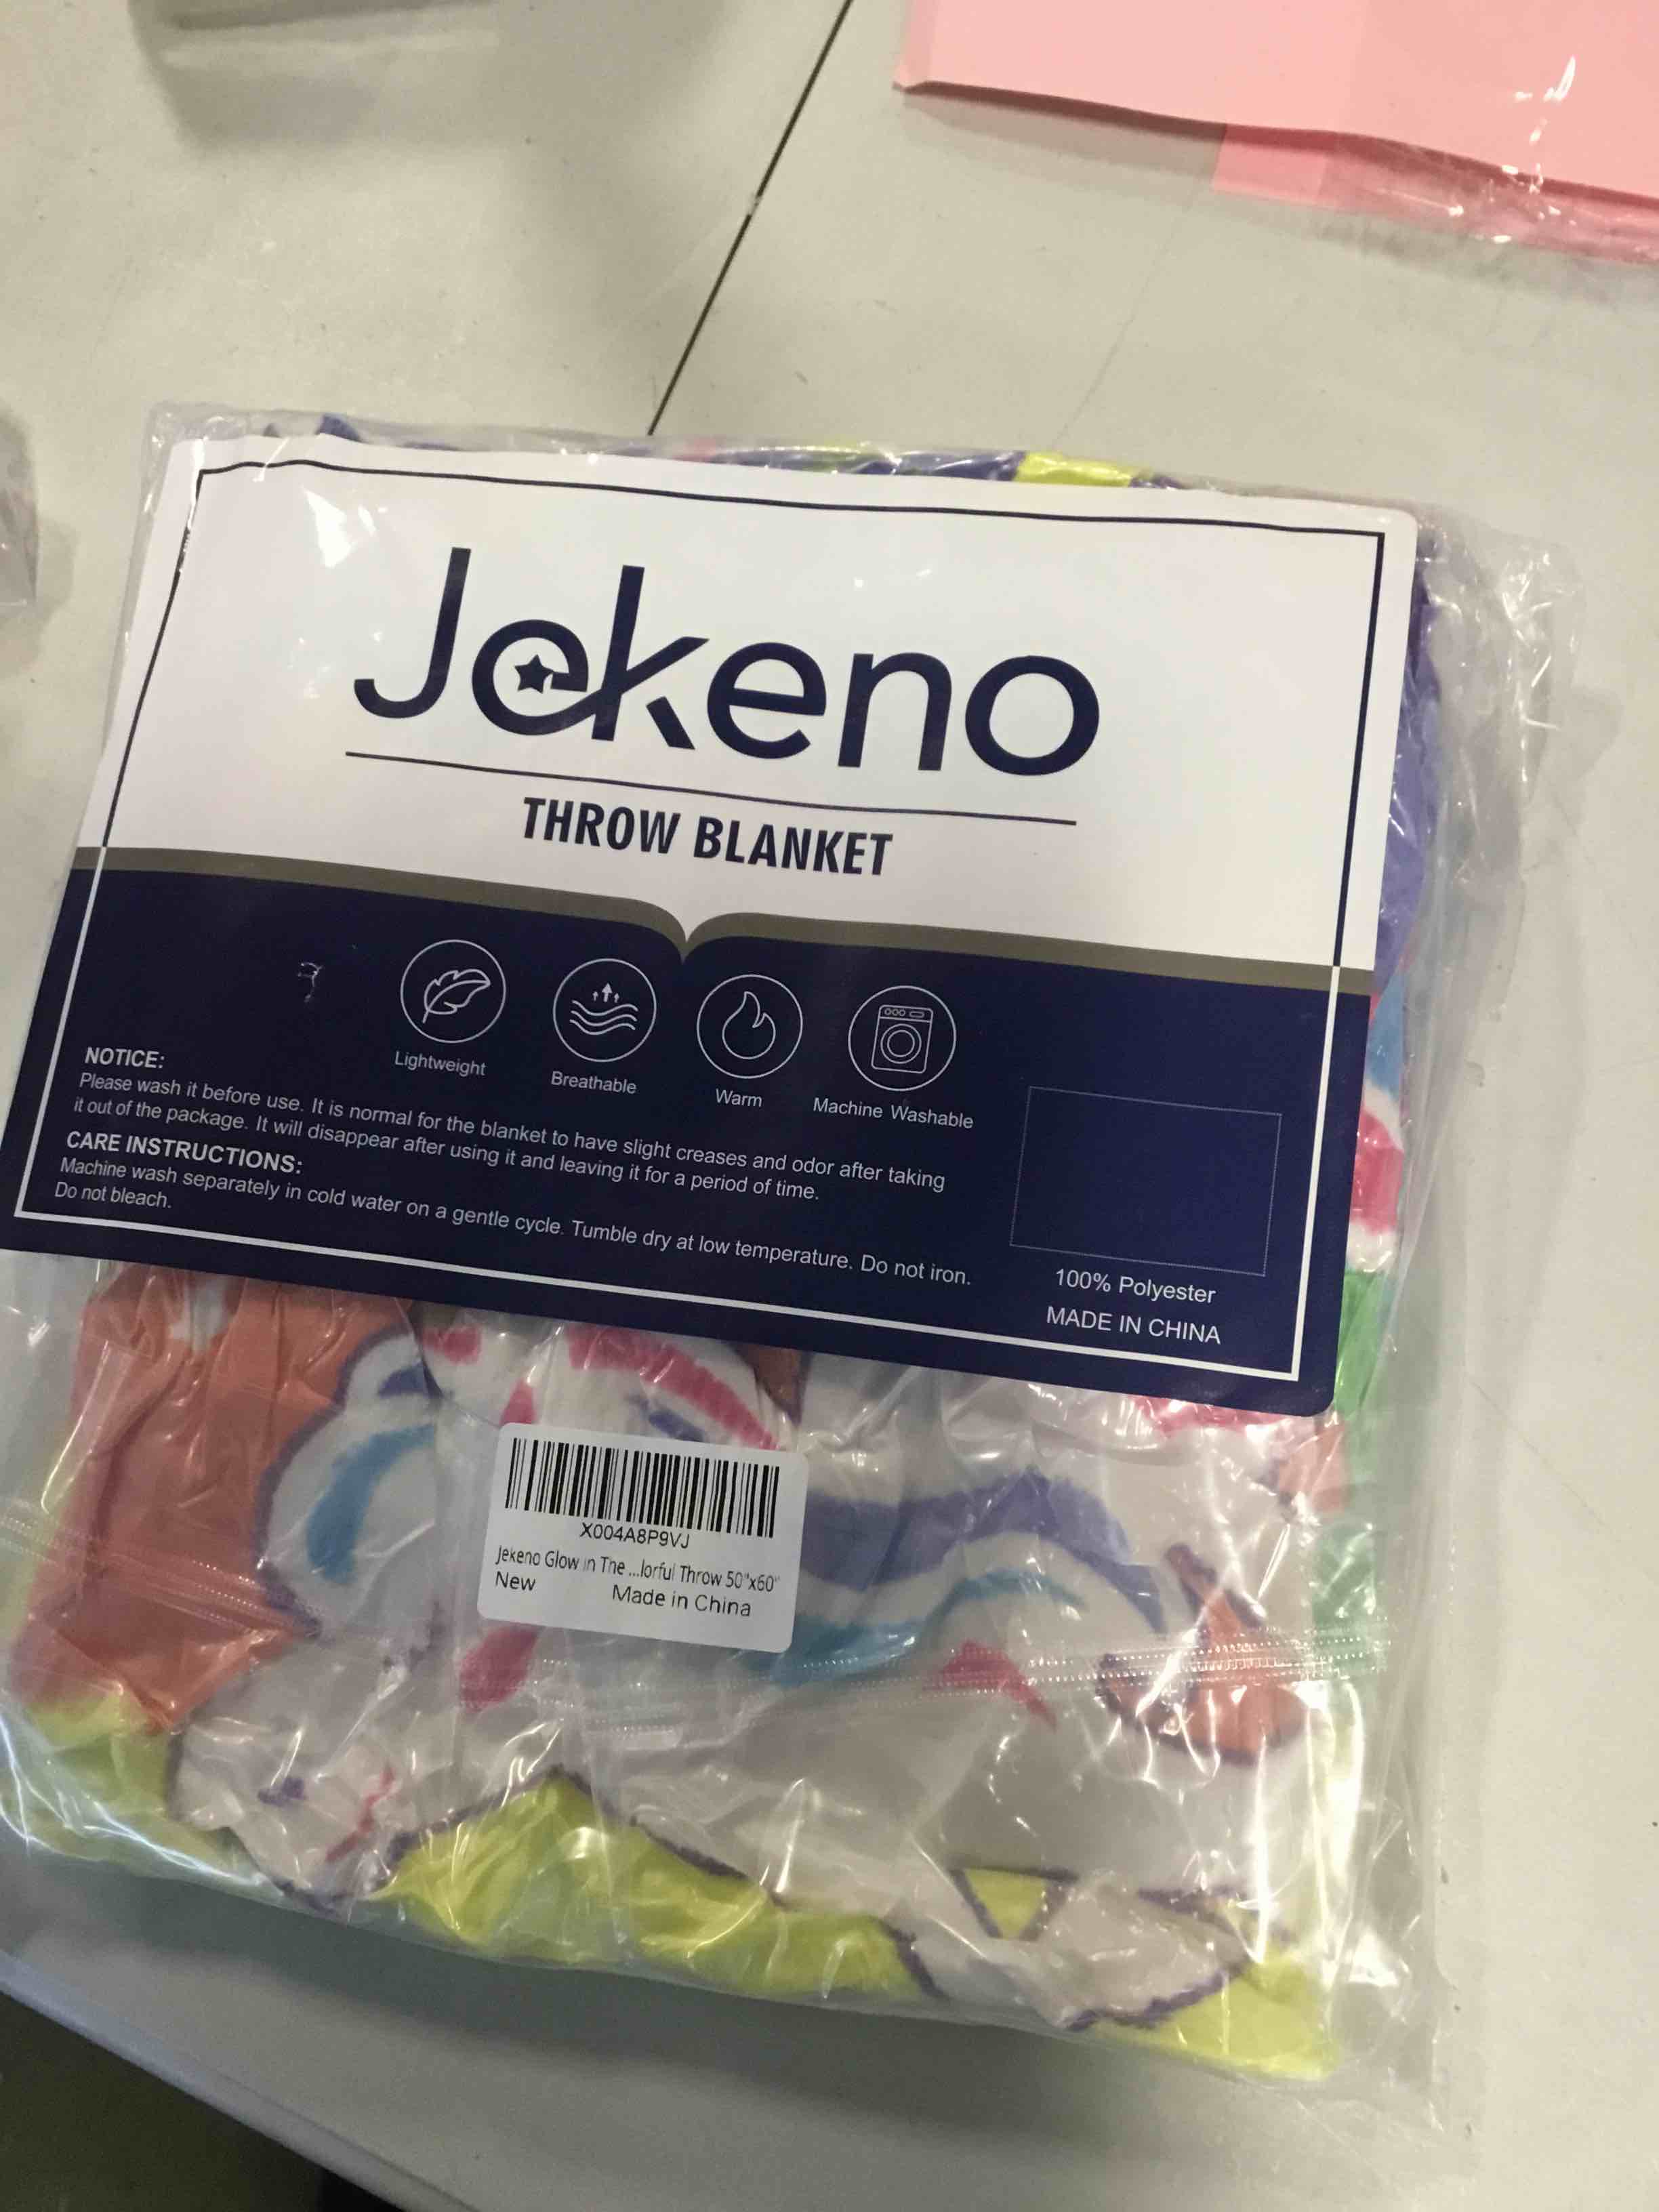 Jekeno
THROW BLANKET
Lightweight
Breathable
Warm
Machine Washable
NOTICE:
Please wash it before use. It is normal for the blanket to have slight creases and odor after taking
it out of the package. It will disappear after using it and leaving it for a period of time.
CARE INSTRUCTIONS:
Machine wash separately in cold water on a gentle cycle. Tumble dry at low temperature. Do not iron.
Do not bleach.
100% Polyester
MADE IN CHINA
X004A8P9VJ
Jekeno Glow in The ...lorful Throw 50"x60"
New Made in China